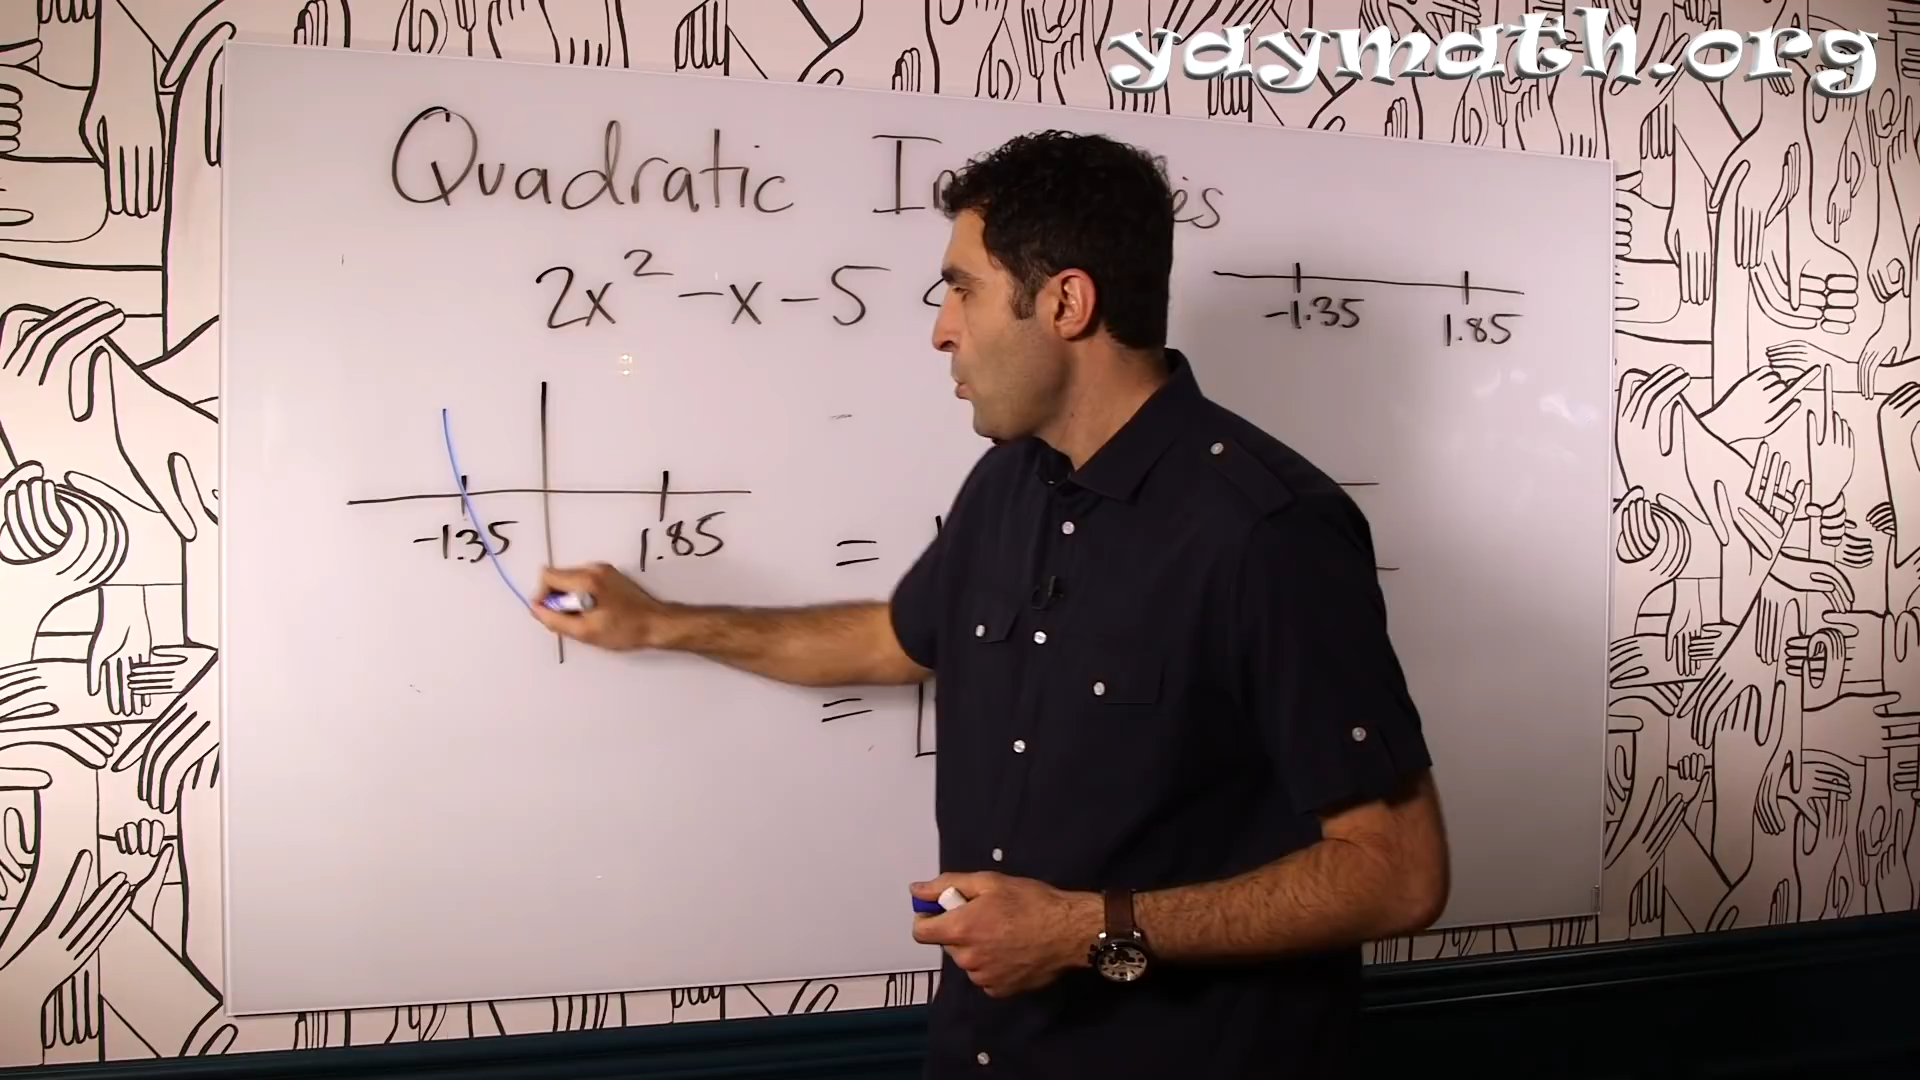 yaymath.org
Quadratic
2x² -x-5 <
-1.35 1.85
-1.35 1.85
=
=